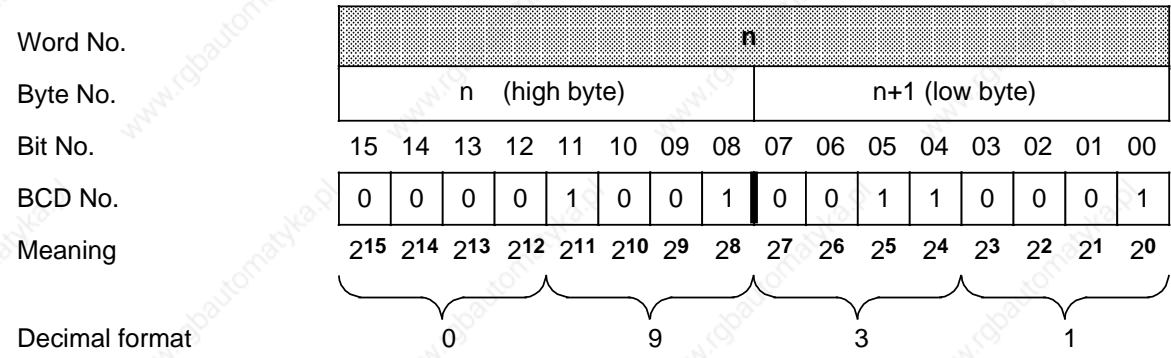 Word No. n
Byte No. n (high byte) n+1 (low byte)
Bit No. 15 14 13 12 11 10 09 08 07 06 05 04 03 02 01 00
BCD No. 0 0 0 0 1 0 0 1 0 0 1 1 0 0 0 1
Meaning 2¹⁵ 2¹⁴ 2¹³ 2¹² 2¹¹ 2¹⁰ 2⁹ 2⁸ 2⁷ 2⁶ 2⁵ 2⁴ 2³ 2² 2¹ 2⁰
Decimal format 0 9 3 1
www.rgbautomatyka.pl